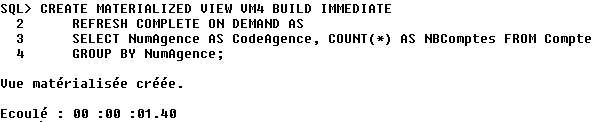 SQL> CREATE MATERIALIZED VIEW VM4 BUILD IMMEDIATE
2 REFRESH COMPLETE ON DEMAND AS
3 SELECT NumAgence AS CodeAgence, COUNT(*) AS NBComptes FROM Compte
4 GROUP BY NumAgence;
Vue matérialisée créée.
Ecoulé : 00 :00 :01.40